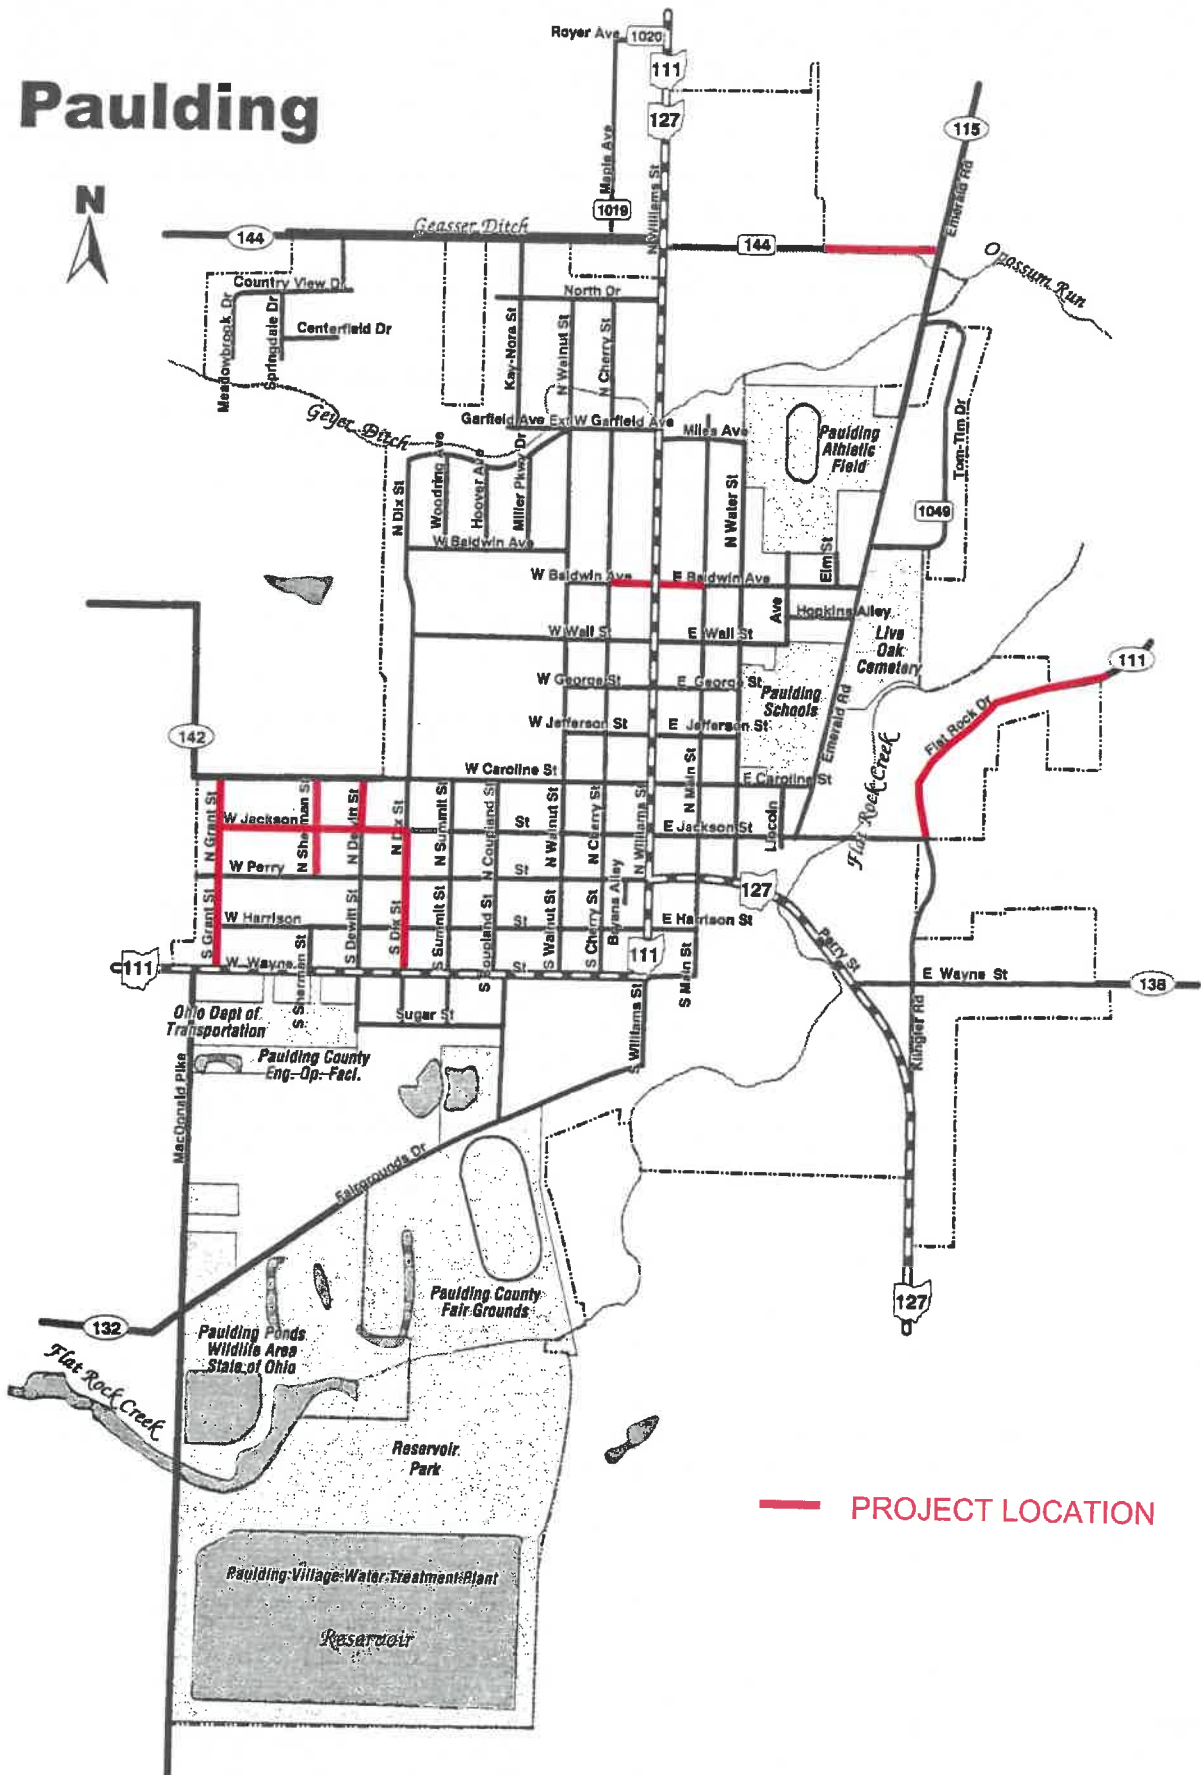 Royer Ave
1020
111
Paulding
127
115
Maple Ave
N Williams St
Emerald Rd
N
1019
144
Geasser Ditch
144
Opossum Run
Country View Dr
North Dr
Meadowbrook Dr
Springdale Dr
Centerfield Dr
Kay-Nora St
N Walnut St
N Cherry St
Geyer Ditch
Garfield Ave Ext
W Garfield Ave
Miles Ave
Paulding
Athletic
Field
Tom-Tim Dr
N Dix St
Woodring Ave
Hoover Ave
Miller Pkwy Dr
N Water St
1049
W Baldwin Ave
Elm St
W Baldwin Ave
E Baldwin Ave
Ave
Hopkins Alley
W Wall S
E Wall St
Live
Oak
Cemetery
111
W George St
E George St
Paulding
Schools
Emerald Rd
Flat Rock Dr
W Jefferson St
E Jefferson St
142
Flat Rock Creek
W Caroline St
N Main St
E Caroline St
N Grant St
W Jackson
N Sherman St
N Dewitt St
N Dix St
N Summit St
N Coupland St
St
N Walnut St
N Cherry St
N Williams St
E Jackson St
Lincoln
W Perry
St
127
S Grant St
W Harrison
S Dewitt St
S Dix St
S Summit St
S Coupland St
St
S Walnut St
S Cherry St
Bevans Alley
E Harrison St
Perry St
111
W Wayne
St
111
S Main St
E Wayne St
138
S Sherman St
Ohio Dept of
Transportation
Sugar St
S Williams St
Klingler Rd
MacDonald Pike
Paulding County
Eng. Op. Facl.
Fairgrounds Dr
Paulding County
Fair Grounds
127
132
Paulding Ponds
Wildlife Area
State of Ohio
Flat Rock Creek
Reservoir
Park
PROJECT LOCATION
Paulding Village Water Treatment Plant
Reservoir